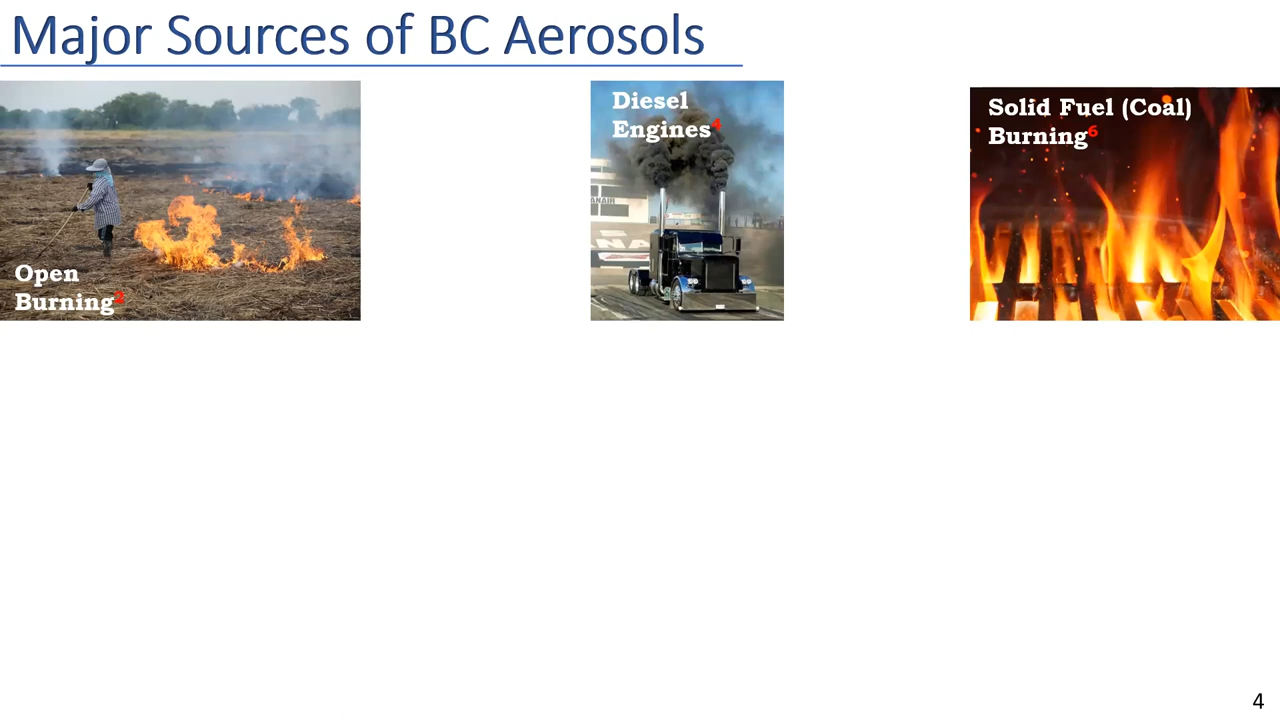 Major Sources of BC Aerosols
Open
Burning2
Diesel
Engines4
Solid Fuel (Coal)
Burning6
4